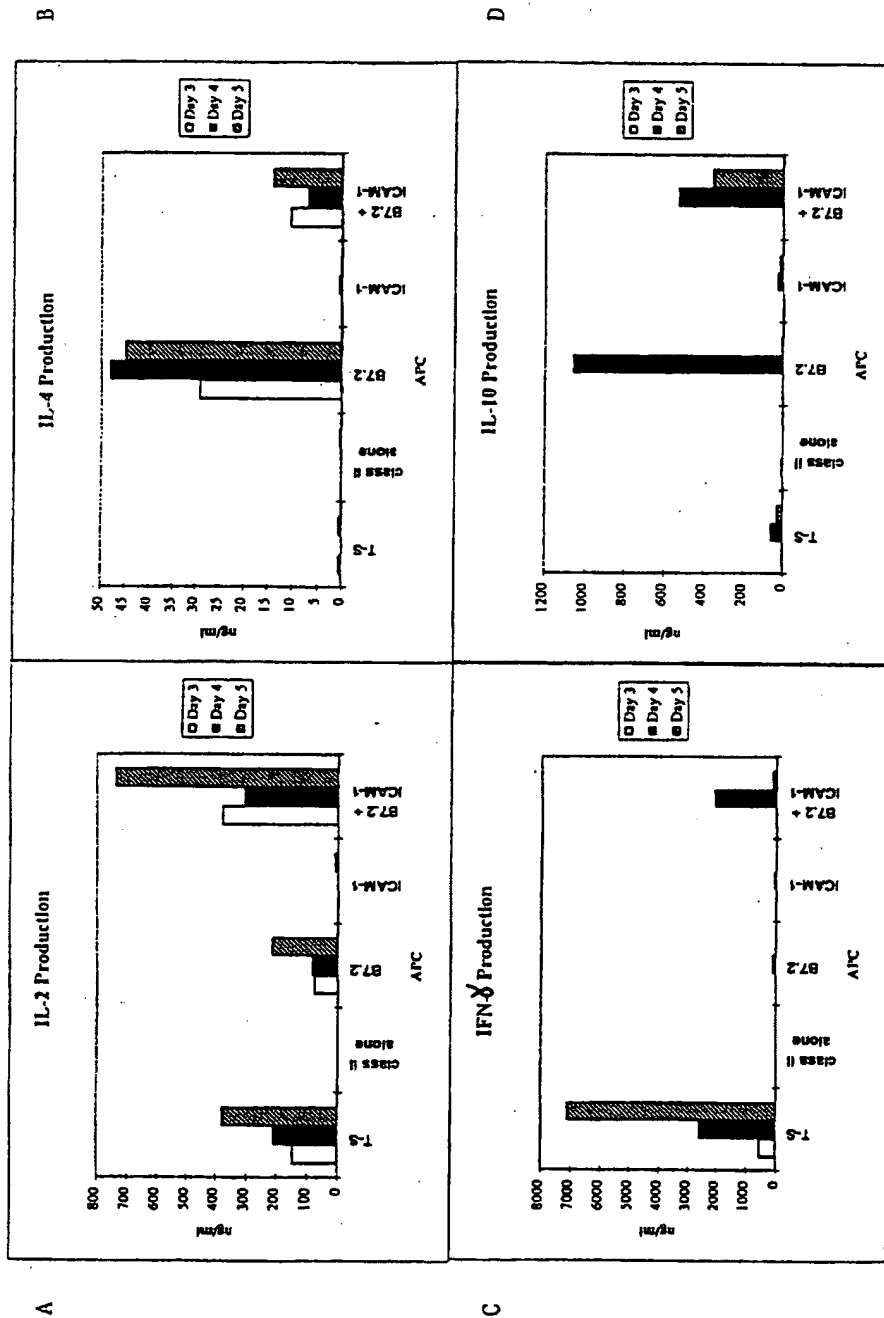 A
IL-2 Production
800
700
600
500
400
300
200
100
0
ng/ml
T-S
class II
alone
B7.2
ICAM-1
B7.2 +
ICAM-1
APC
Day 3
Day 4
Day 5
B
IL-4 Production
50
45
40
35
30
25
20
15
10
5
0
ng/ml
T-S
class II
alone
B7.2
ICAM-1
B7.2 +
ICAM-1
APC
Day 3
Day 4
Day 5
C
IFN-γ Production
8000
7000
6000
5000
4000
3000
2000
1000
0
ng/ml
T-S
class II
alone
B7.2
ICAM-1
B7.2 +
ICAM-1
APC
Day 3
Day 4
Day 5
D
IL-10 Production
1200
1000
800
600
400
200
0
ng/ml
T-S
class II
alone
B7.2
ICAM-1
B7.2 +
ICAM-1
APC
Day 3
Day 4
Day 5